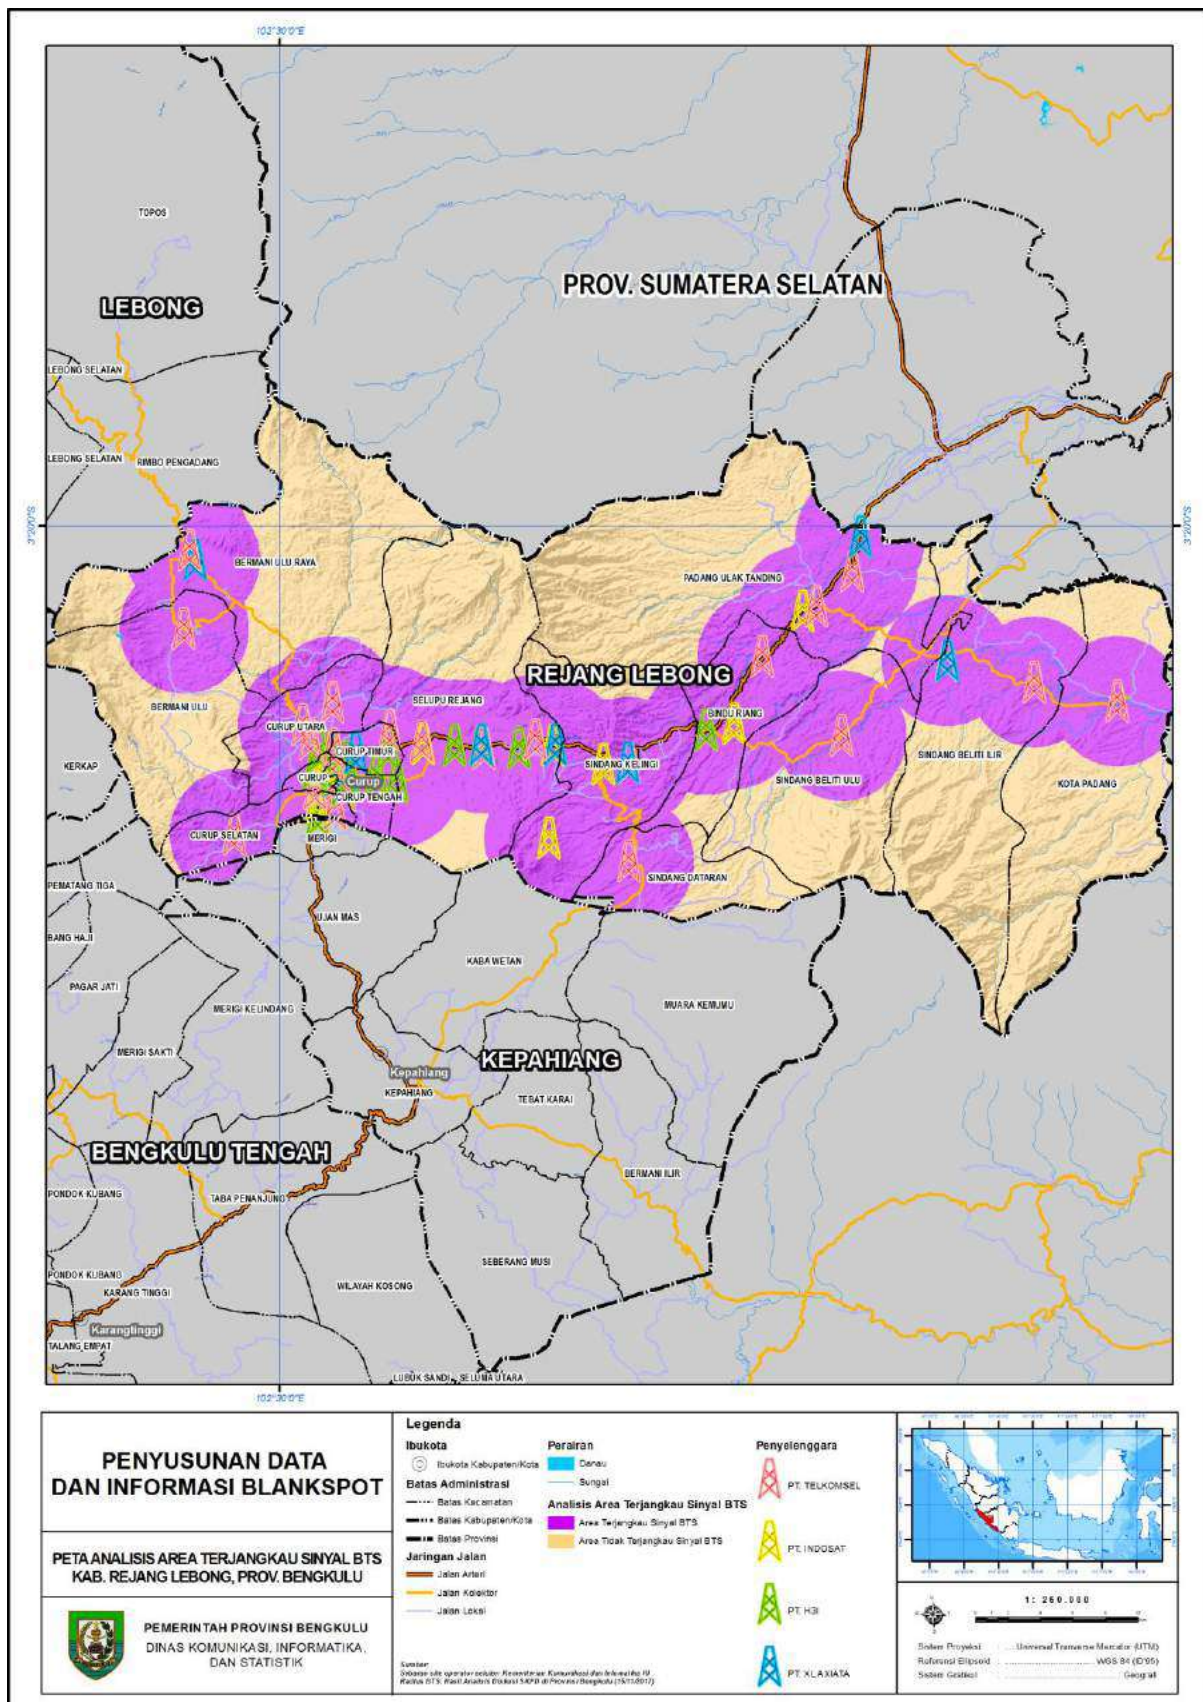 102°30'0"E
TOPOS
PROV. SUMATERA SELATAN
LEBONG
LEBONG SELATAN
LEBONG SELATAN
RIMBO PENGADANG
3°20'0"S
3°20'0"S
BERMANI ULU RAYA
PADANG ULAK TANDING
REJANG LEBONG
SELUPU REJANG
BERMANI ULU
BINDU RIANG
CURUP UTARA
CURUP TIMUR
SINDANG BELITI ILIR
KERKAP
CURUP
Curup
SINDANG KELINGI
SINDANG BELITI ULU
KOTA PADANG
CURUP TENGAH
CURUP SELATAN
MERIGI
SINDANG DATARAN
PEMATANG TIGA
UJAN MAS
BANG HAJI
KABA WETAN
PAGAR JATI
MERIGI KELINDANG
MUARA KEMUMU
MERIGI SAKTI
KEPAHIANG
Kepahiang
KEPAHIANG
TEBAT KARAI
BENGKULU TENGAH
BERMANI ILIR
PONDOK KUBANG
TABA PENANJUNG
SEBERANG MUSI
PONDOK KUBANG
WILAYAH KOSONG
KARANG TINGGI
Karangtinggi
TALANG EMPAT
LUBUK SANDI
SELUMA UTARA
102°30'0"E
PENYUSUNAN DATA
DAN INFORMASI BLANKSPOT
PETA ANALISIS AREA TERJANGKAU SINYAL BTS
KAB. REJANG LEBONG, PROV. BENGKULU
PEMERINTAH PROVINSI BENGKULU
DINAS KOMUNIKASI, INFORMATIKA,
DAN STATISTIK
Legenda
Ibukota
Ibukota Kabupaten/Kota
Batas Administrasi
Batas Kecamatan
Batas Kabupaten/Kota
Batas Provinsi
Jaringan Jalan
Jalan Arteri
Jalan Kolektor
Jalan Lokal
Perairan
Danau
Sungai
Analisis Area Terjangkau Sinyal BTS
Area Terjangkau Sinyal BTS
Area Tidak Terjangkau Sinyal BTS
Penyelenggara
PT. TELKOMSEL
PT. INDOSAT
PT. H3I
PT. XLAXIATA
Sumber:
1: 250.000
Sistem Proyeksi : Universal Transverse Mercator (UTM)
Referensi Ellipsoid : WGS 84
Sistem Grafikal : Geografi